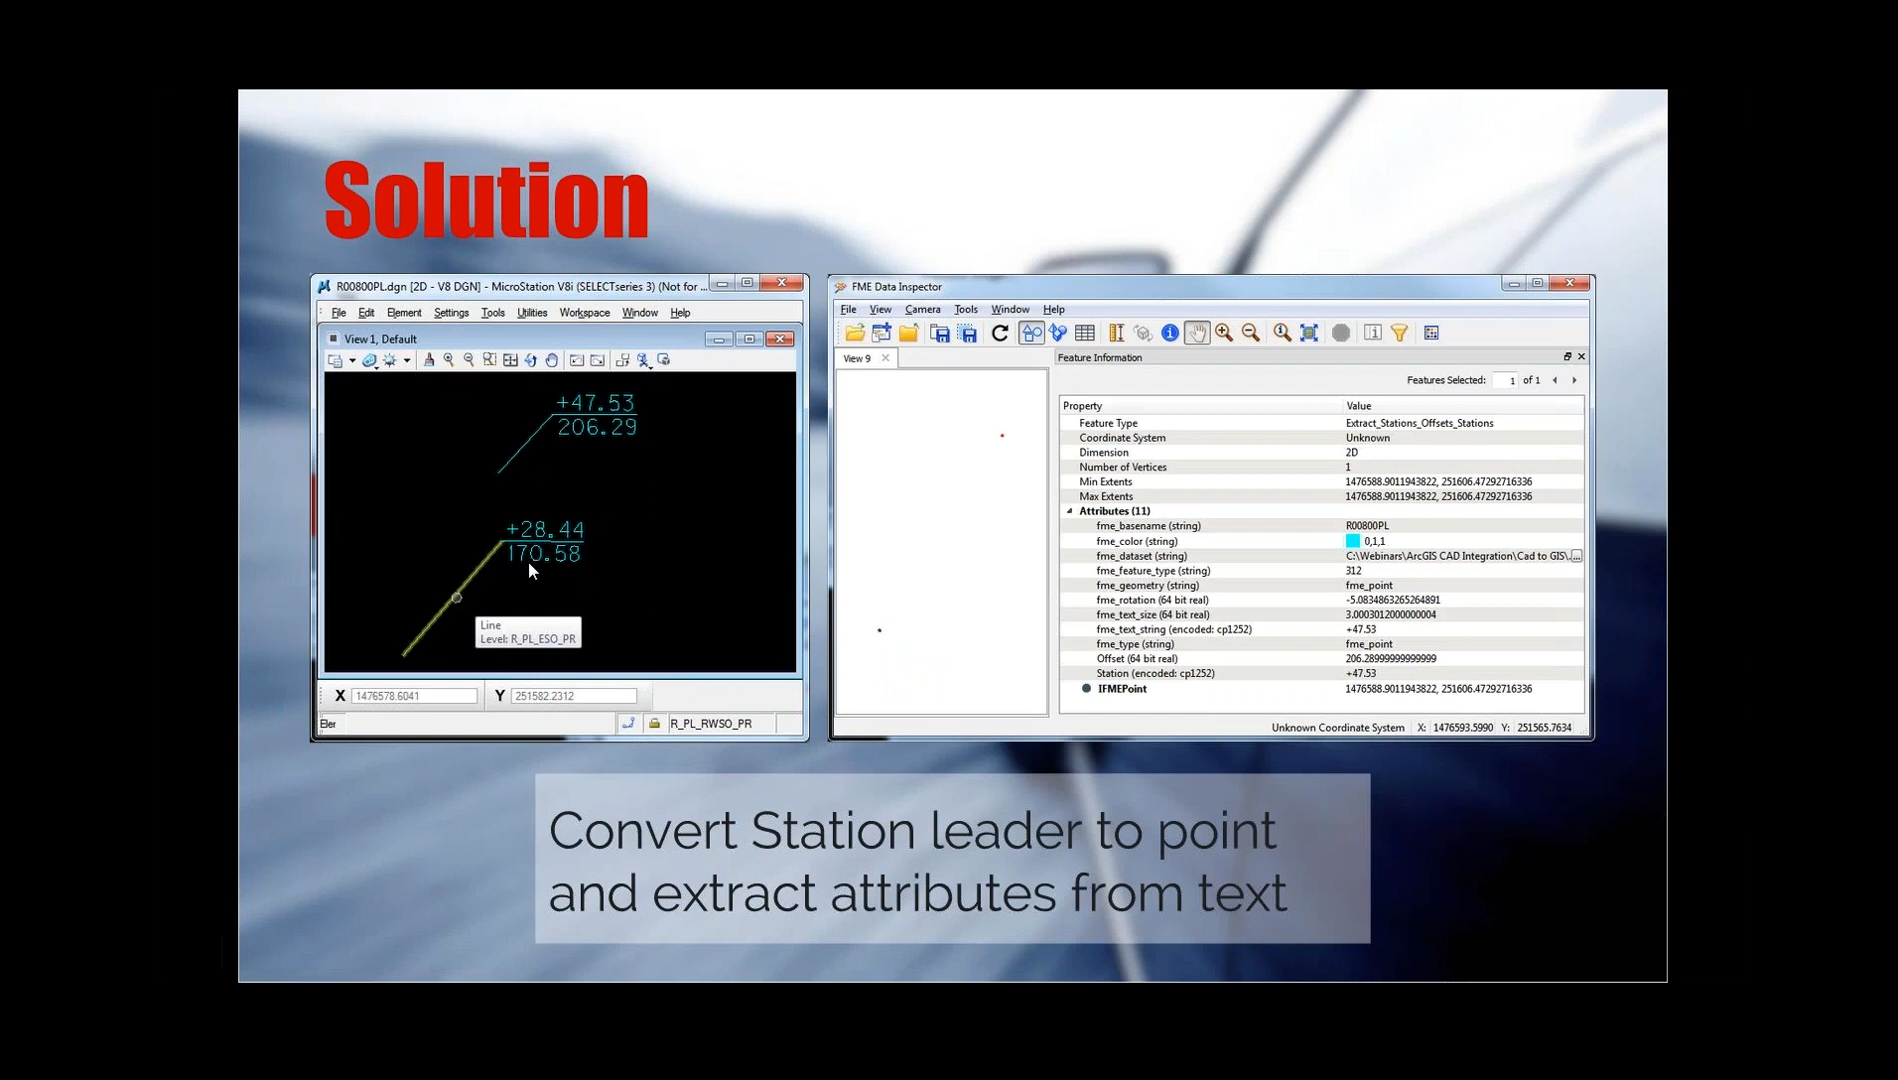 Solution
R00800PL.dgn [2D - V8 DGN] - MicroStation V8i (SELECTseries 3) (Not for ...
File Edit Element Settings Tools Utilities Workspace Window Help
View 1, Default
+47.53
206.29
+28.44
170.58
Line
Level: R_PL_ESO_PR
X 1476578.6041 Y 251582.2312
Eler R_PL_RWSO_PR
FME Data Inspector
File View Camera Tools Window Help
View 9
Feature Information
Features Selected: 1 of 1
Property Value
Feature Type Extract_Stations_Offsets_Stations
Coordinate System Unknown
Dimension 2D
Number of Vertices 1
Min Extents 1476588.9011943822, 251606.47292716336
Max Extents 1476588.9011943822, 251606.47292716336
Attributes (11)
fme_basename (string) R00800PL
fme_color (string) 0,1,1
fme_dataset (string) C:\Webinars\ArcGIS CAD Integration\Cad to GIS\... 
fme_feature_type (string) 312
fme_geometry (string) fme_point
fme_rotation (64 bit real) -5.0834863265264891
fme_text_size (64 bit real) 3.0003012000000004
fme_text_string (encoded: cp1252) +47.53
fme_type (string) fme_point
Offset (64 bit real) 206.28999999999999
Station (encoded: cp1252) +47.53
IFMEPoint 1476588.9011943822, 251606.47292716336
Unknown Coordinate System X: 1476593.5990 Y: 251565.7634
Convert Station leader to point
and extract attributes from text